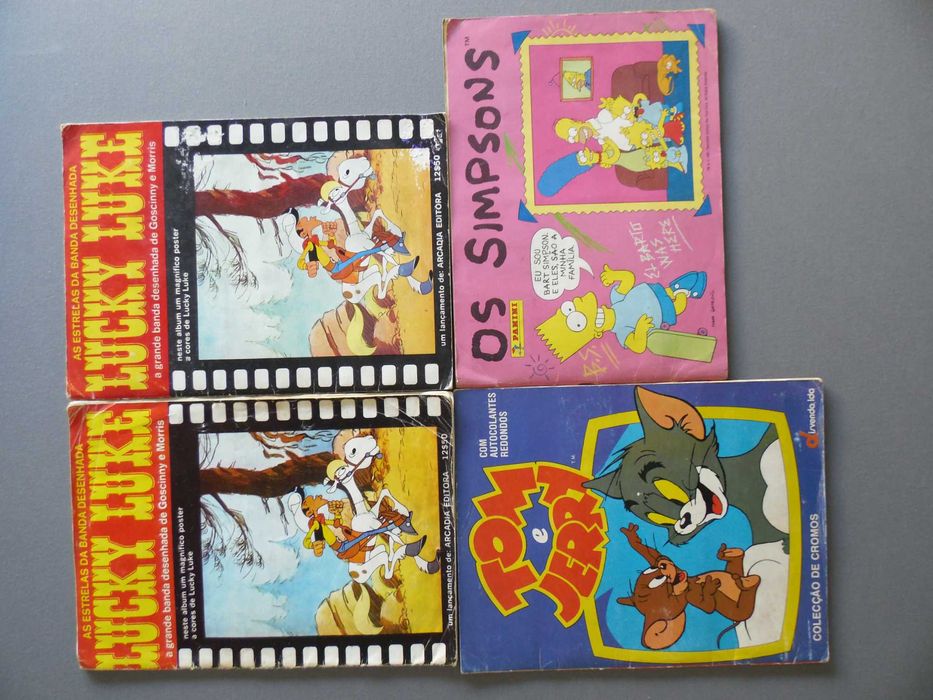 AS ESTRELAS DA BANDA DESENHADA
LUCKY LUKE
a grande banda desenhada de Goscinny e Morris
neste album um magnífico poster
a cores de Lucky Luke
um lançamento de: ARCADIA EDITORA 12$50
OS SIMPSONS™
EU SOU
BART SIMPSON.
E ELES, SÃO A
MINHA
FAMÍLIA.
EL BARTO
WAS
HERE
PANINI
AS ESTRELAS DA BANDA DESENHADA
LUCKY LUKE
a grande banda desenhada de Goscinny e Morris
neste album um magnífico poster
a cores de Lucky Luke
um lançamento de: ARCADIA EDITORA 12$50
COM
AUTOCOLANTES
REDONDOS
TOM
e
JERRY
™
COLECÇÃO DE CROMOS